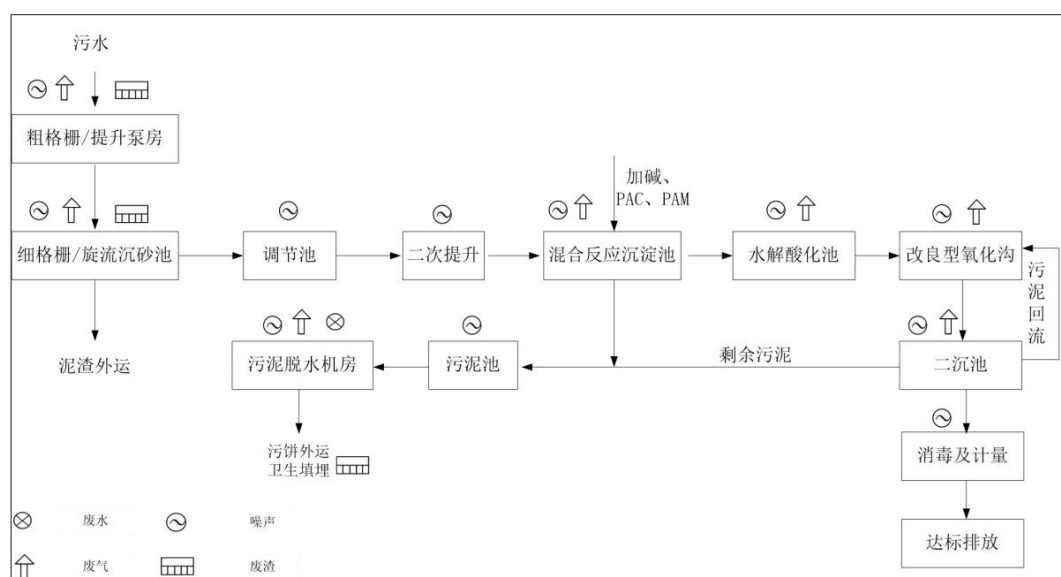 污水
粗格栅/提升泵房
加碱、
PAC、PAM
细格栅/旋流沉砂池
调节池
二次提升
混合反应沉淀池
水解酸化池
改良型氧化沟
污泥回流
泥渣外运
污泥脱水机房
污泥池
剩余污泥
二沉池
污饼外运
卫生填埋
消毒及计量
达标排放
废水
噪声
废气
废渣